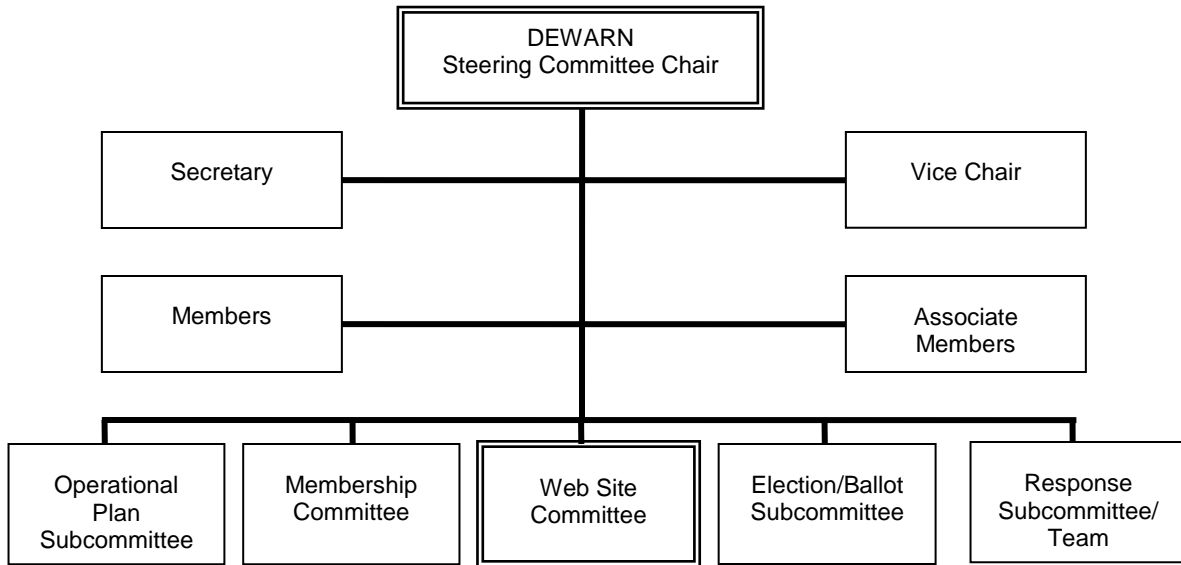 DEWARN
Steering Committee Chair
Secretary
Vice Chair
Members
Associate
Members
Operational
Plan
Subcommittee
Membership
Committee
Web Site
Committee
Election/Ballot
Subcommittee
Response
Subcommittee/
Team